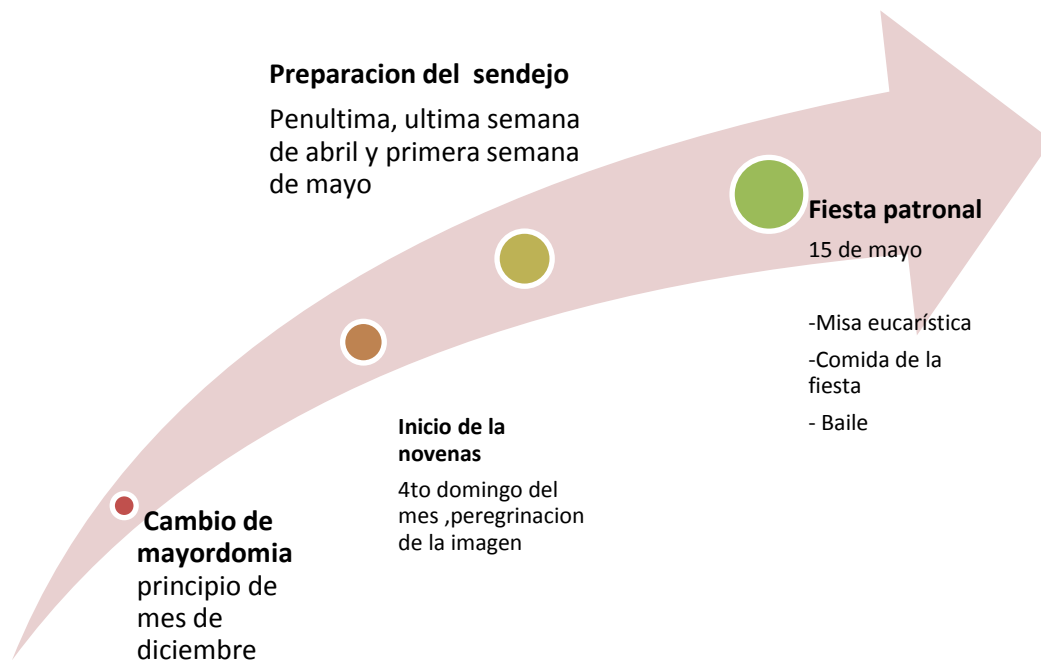 Preparacion del  sendejo
Penultima, ultima semana
de abril y primera semana
de mayo
Fiesta patronal
15 de mayo
-Misa eucarística
-Comida de la
fiesta
- Baile
Inicio de la
novenas
4to domingo del
mes ,peregrinacion
de la imagen
Cambio de
mayordomia
principio de
mes de
diciembre